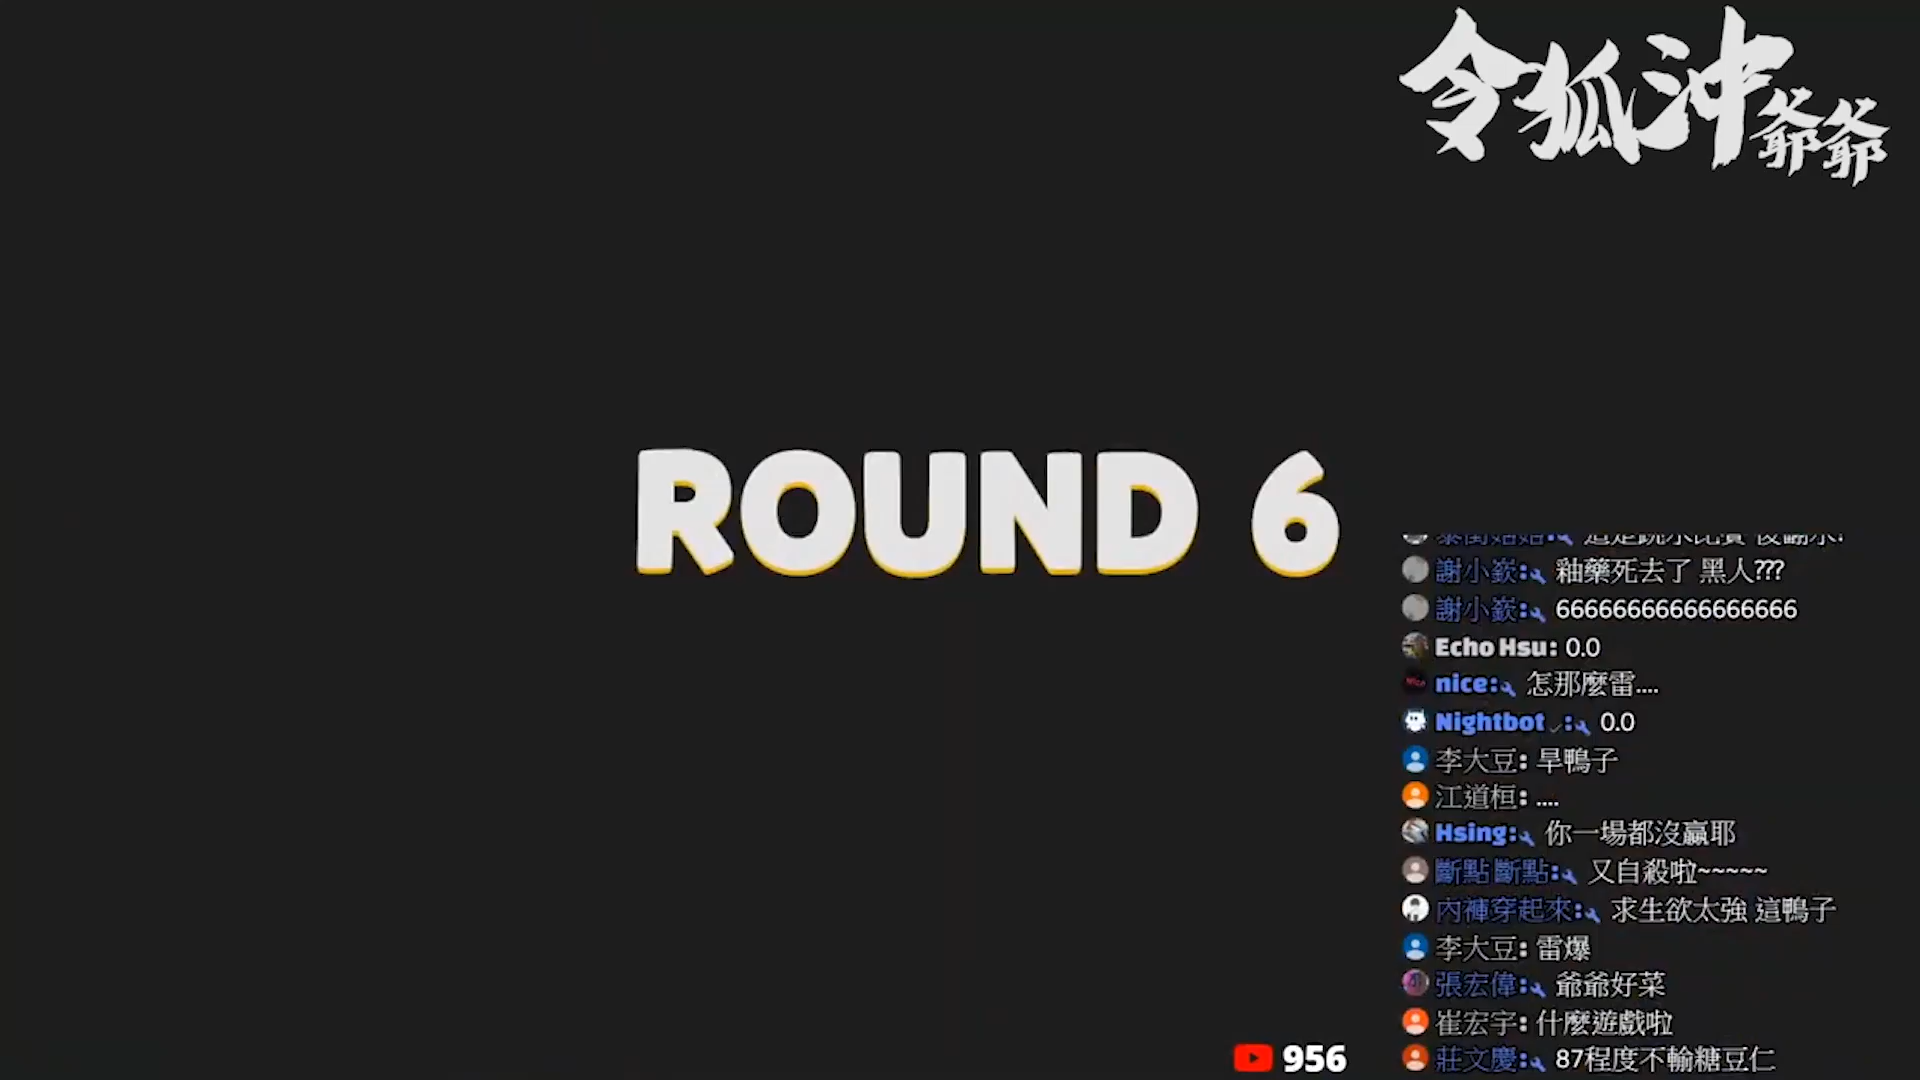 令狐沖爺爺
ROUND 6
謝小嶔: 釉藥死去了 黑人???
謝小嶔: 66666666666666666
Echo Hsu: 0.0
nice: 怎那麼雷....
Nightbot: 0.0
李大豆: 旱鴨子
江道桓: ....
Hsing: 你一場都沒贏耶
斷點 斷點: 又自殺啦~~~~~
內褲穿起來: 求生欲太強 這鴨子
李大豆: 雷爆
張宏偉: 爺爺好菜
崔宏宇: 什麼遊戲啦
莊文慶: 87程度不輸糖豆仁
956